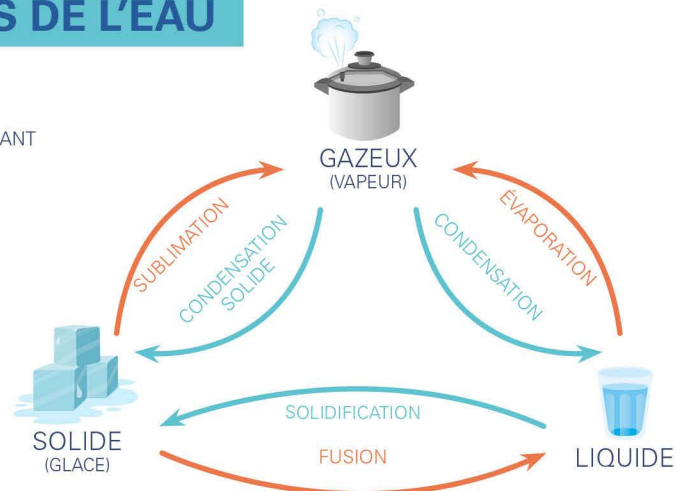 S DE L'EAU
ANT
GAZEUX
(VAPEUR)
SUBLIMATION
CONDENSATION
SOLIDE
CONDENSATION
ÉVAPORATION
SOLIDIFICATION
FUSION
SOLIDE
(GLACE)
LIQUIDE